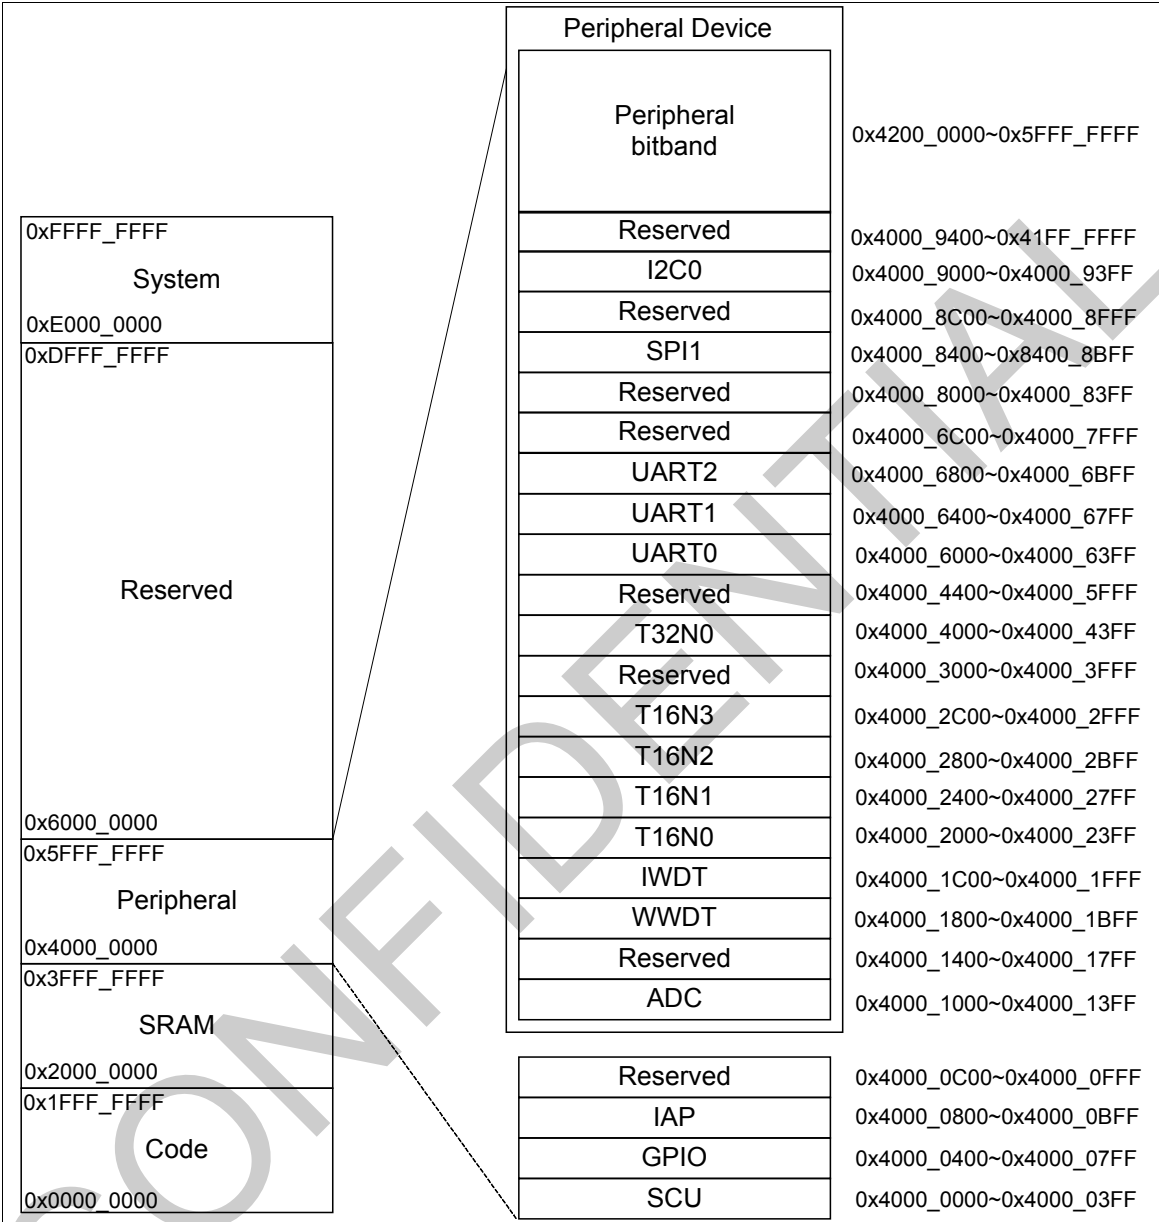 Peripheral Device
Peripheral
bitband
0x4200_0000~0x5FFF_FFFF
Reserved
0x4000_9400~0x41FF_FFFF
I2C0
0x4000_9000~0x4000_93FF
Reserved
0x4000_8C00~0x4000_8FFF
SPI1
0x4000_8400~0x8400_8BFF
Reserved
0x4000_8000~0x4000_83FF
Reserved
0x4000_6C00~0x4000_7FFF
UART2
0x4000_6800~0x4000_6BFF
UART1
0x4000_6400~0x4000_67FF
UART0
0x4000_6000~0x4000_63FF
Reserved
0x4000_4400~0x4000_5FFF
T32N0
0x4000_4000~0x4000_43FF
Reserved
0x4000_3000~0x4000_3FFF
T16N3
0x4000_2C00~0x4000_2FFF
T16N2
0x4000_2800~0x4000_2BFF
T16N1
0x4000_2400~0x4000_27FF
T16N0
0x4000_2000~0x4000_23FF
IWDT
0x4000_1C00~0x4000_1FFF
WWDT
0x4000_1800~0x4000_1BFF
Reserved
0x4000_1400~0x4000_17FF
ADC
0x4000_1000~0x4000_13FF
Reserved
0x4000_0C00~0x4000_0FFF
IAP
0x4000_0800~0x4000_0BFF
GPIO
0x4000_0400~0x4000_07FF
SCU
0x4000_0000~0x4000_03FF
0xFFFF_FFFF
System
0xE000_0000
0xDFFF_FFFF
Reserved
0x6000_0000
0x5FFF_FFFF
Peripheral
0x4000_0000
0x3FFF_FFFF
SRAM
0x2000_0000
0x1FFF_FFFF
Code
0x0000_0000
CONFIDENTIAL